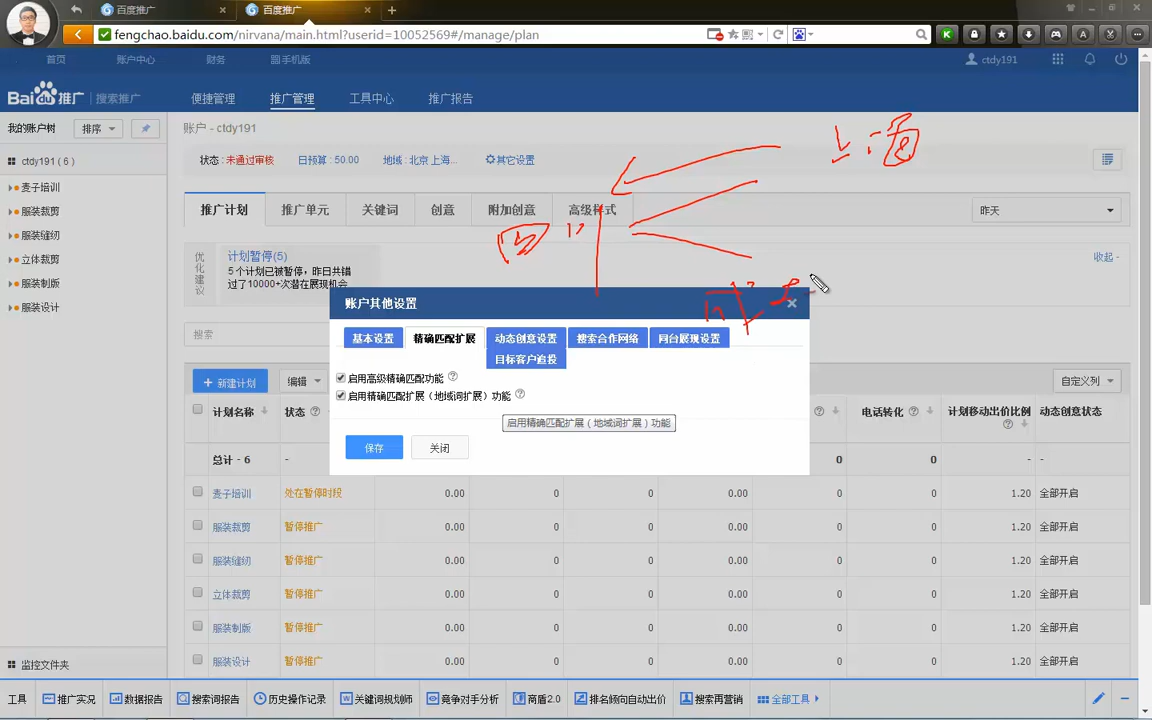 百度推广 × 百度推广 × +
fengchao.baidu.com/nirvana/main.html?userid=10052569#/manage/plan
首页 账户中心 财务 手机版 ctdy191
Bai du 推广 | 搜索推广 便捷管理 推广管理 工具中心 推广报告
我的账户树 排序
账户 - ctdy191
ctdy191 ( 6 )
状态 : 未通过审核 日预算 : 50.00 地域 : 北京 上海... 其它设置
麦子培训
服装裁剪
服装缝纫
立体裁剪
服装制版
服装设计
推广计划 推广单元 关键词 创意 附加创意 高级样式 昨天
优化建议
计划暂停(5)
5 个计划已被暂停，昨日共错
过了10000+次潜在展现机会
收起 -
搜索
账户其他设置 ×
基本设置 精确匹配扩展 动态创意设置 搜索合作网络 网台展现设置
目标客户追投
启用高级精确匹配功能 ?
启用精确匹配扩展（地域词扩展）功能 ?
启用精确匹配扩展（地域词扩展）功能
保存 关闭
+ 新建计划 编辑 自定义列
计划名称 状态 ? ? 电话转化 ? 计划移动出价比例 ? 动态创意状态
总计 - 6 - 0 0 - -
麦子培训 处在暂停时段 0.00 0 0 0.00 0 0 1.20 全部开启
服装裁剪 暂停推广 0.00 0 0 0.00 0 0 1.20 全部开启
服装缝纫 暂停推广 0.00 0 0 0.00 0 0 1.20 全部开启
立体裁剪 暂停推广 0.00 0 0 0.00 0 0 1.20 全部开启
服装制版 暂停推广 0.00 0 0 0.00 0 0 1.20 全部开启
服装设计 暂停推广 0.00 0 0 0.00 0 0 1.20 全部开启
监控文件夹
工具 推广实况 数据报告 搜索词报告 历史操作记录 关键词规划师 竞争对手分析 商盾2.0 排名倾向自动出价 搜索再营销 全部工具